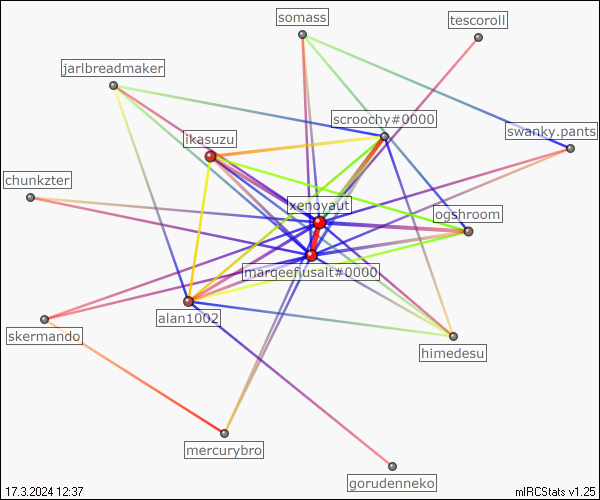 somass
tescoroll
jarlbreadmaker
scroochy#0000
swanky.pants
ikasuzu
chunkzter
xenoyaut
ogshroom
marqeefiusalt#0000
alan1002
skermando
himedesu
mercurybro
gorudenneko
17.3.2024 12:37
mIRCStats v1.25